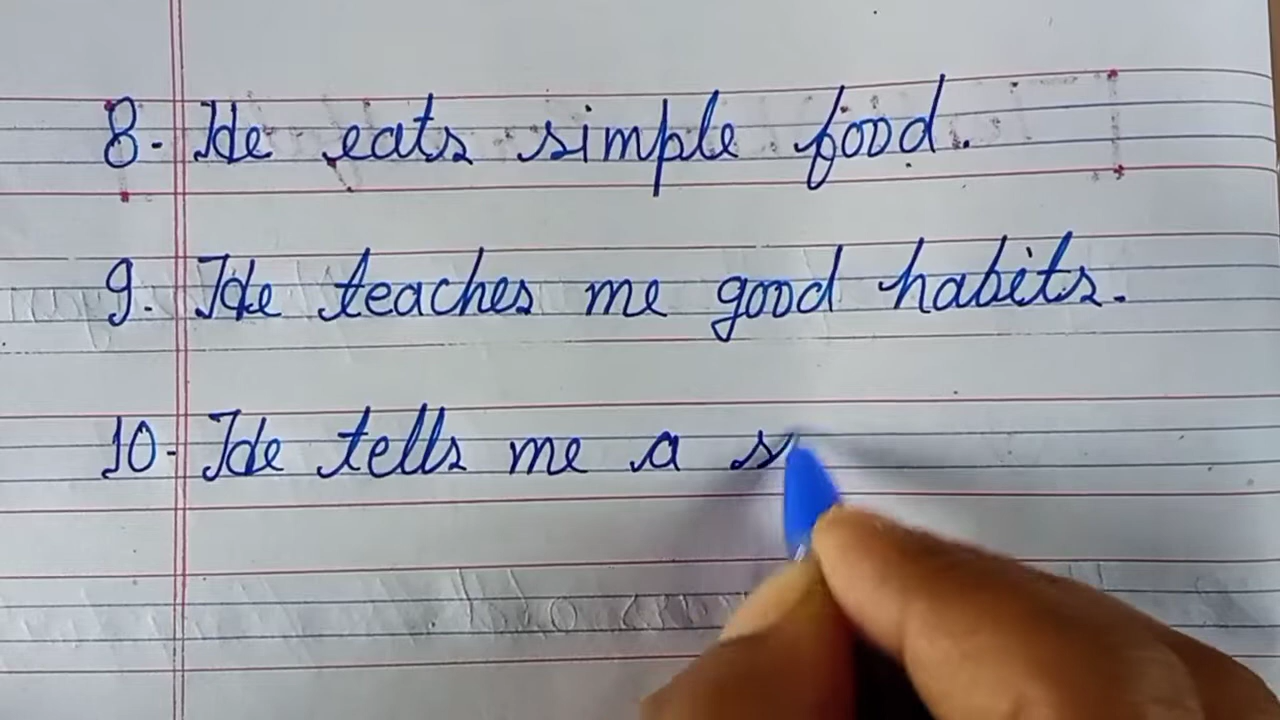 8. He eats simple food.
9. He teaches me good habits.
10. He tells me a s